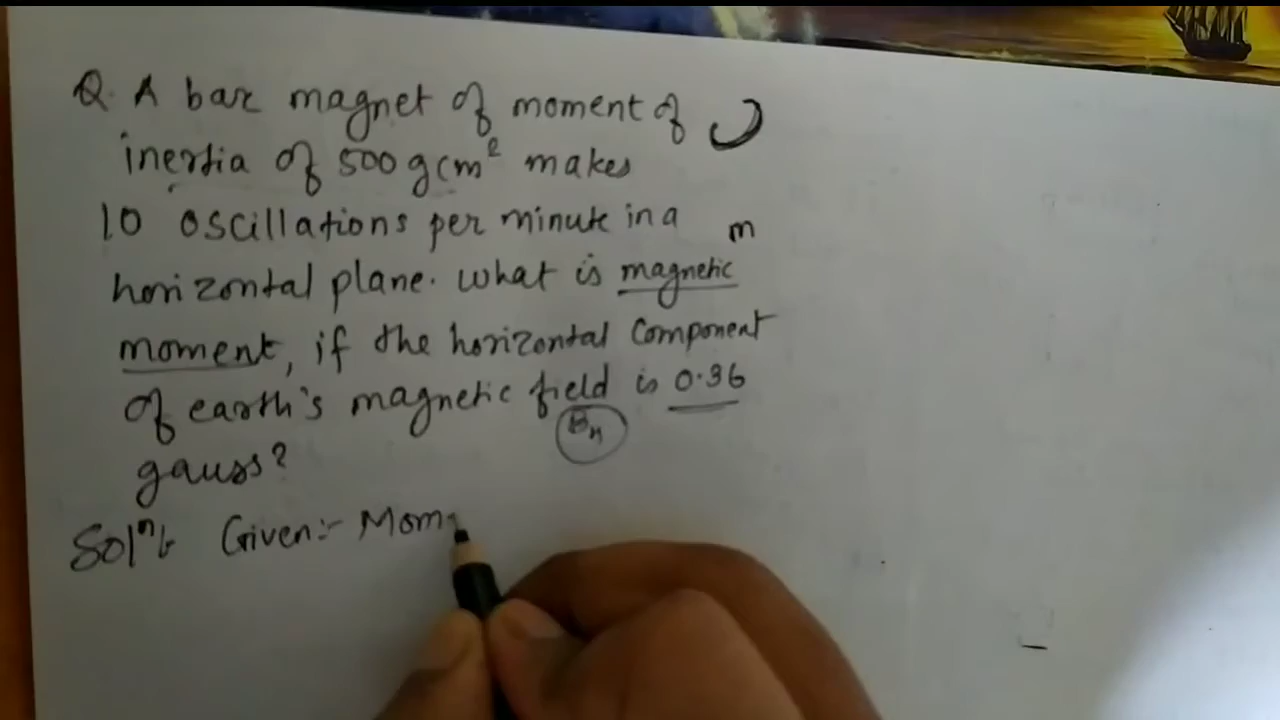 Q. A bar magnet of moment of
inertia of 500 gcm² makes
10 oscillations per minute in a
m
horizontal plane. What is magnetic
moment, if the horizontal component
of earth's magnetic field is 0.36
BH
gauss?
Solⁿ:- Given:- Mom